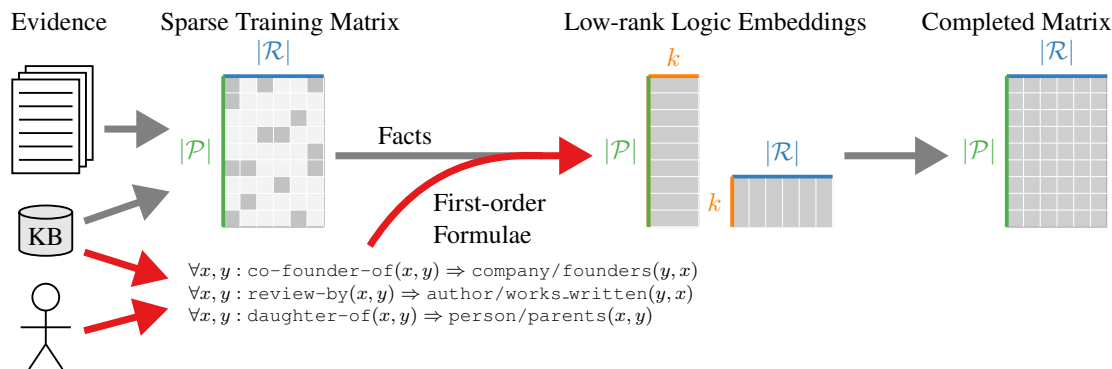 Evidence
Sparse Training Matrix
Low-rank Logic Embeddings
Completed Matrix
|ℛ|
k
|ℛ|
|𝒫|
Facts
|𝒫|
|ℛ|
|𝒫|
k
First-order
Formulae
KB
∀x, y : co-founder-of(x, y) ⇒ company/founders(y, x)
∀x, y : review-by(x, y) ⇒ author/works_written(y, x)
∀x, y : daughter-of(x, y) ⇒ person/parents(x, y)